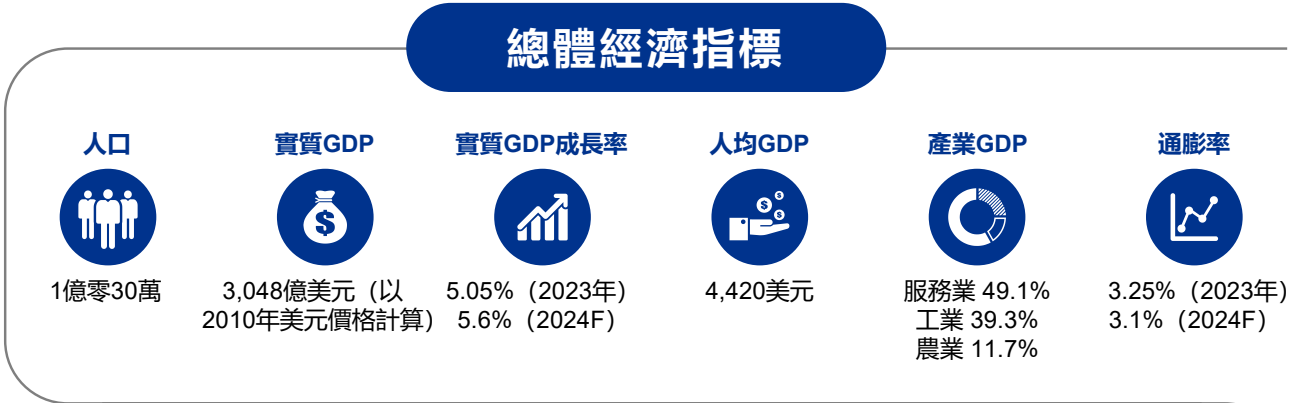 總體經濟指標
人口
1億零30萬
實質GDP
$
3,048億美元（以
2010年美元價格計算）
實質GDP成長率
5.05%（2023年）
5.6%（2024F）
人均GDP
$
$
$
4,420美元
產業GDP
服務業 49.1%
工業 39.3%
農業 11.7%
通膨率
3.25%（2023年）
3.1%（2024F）